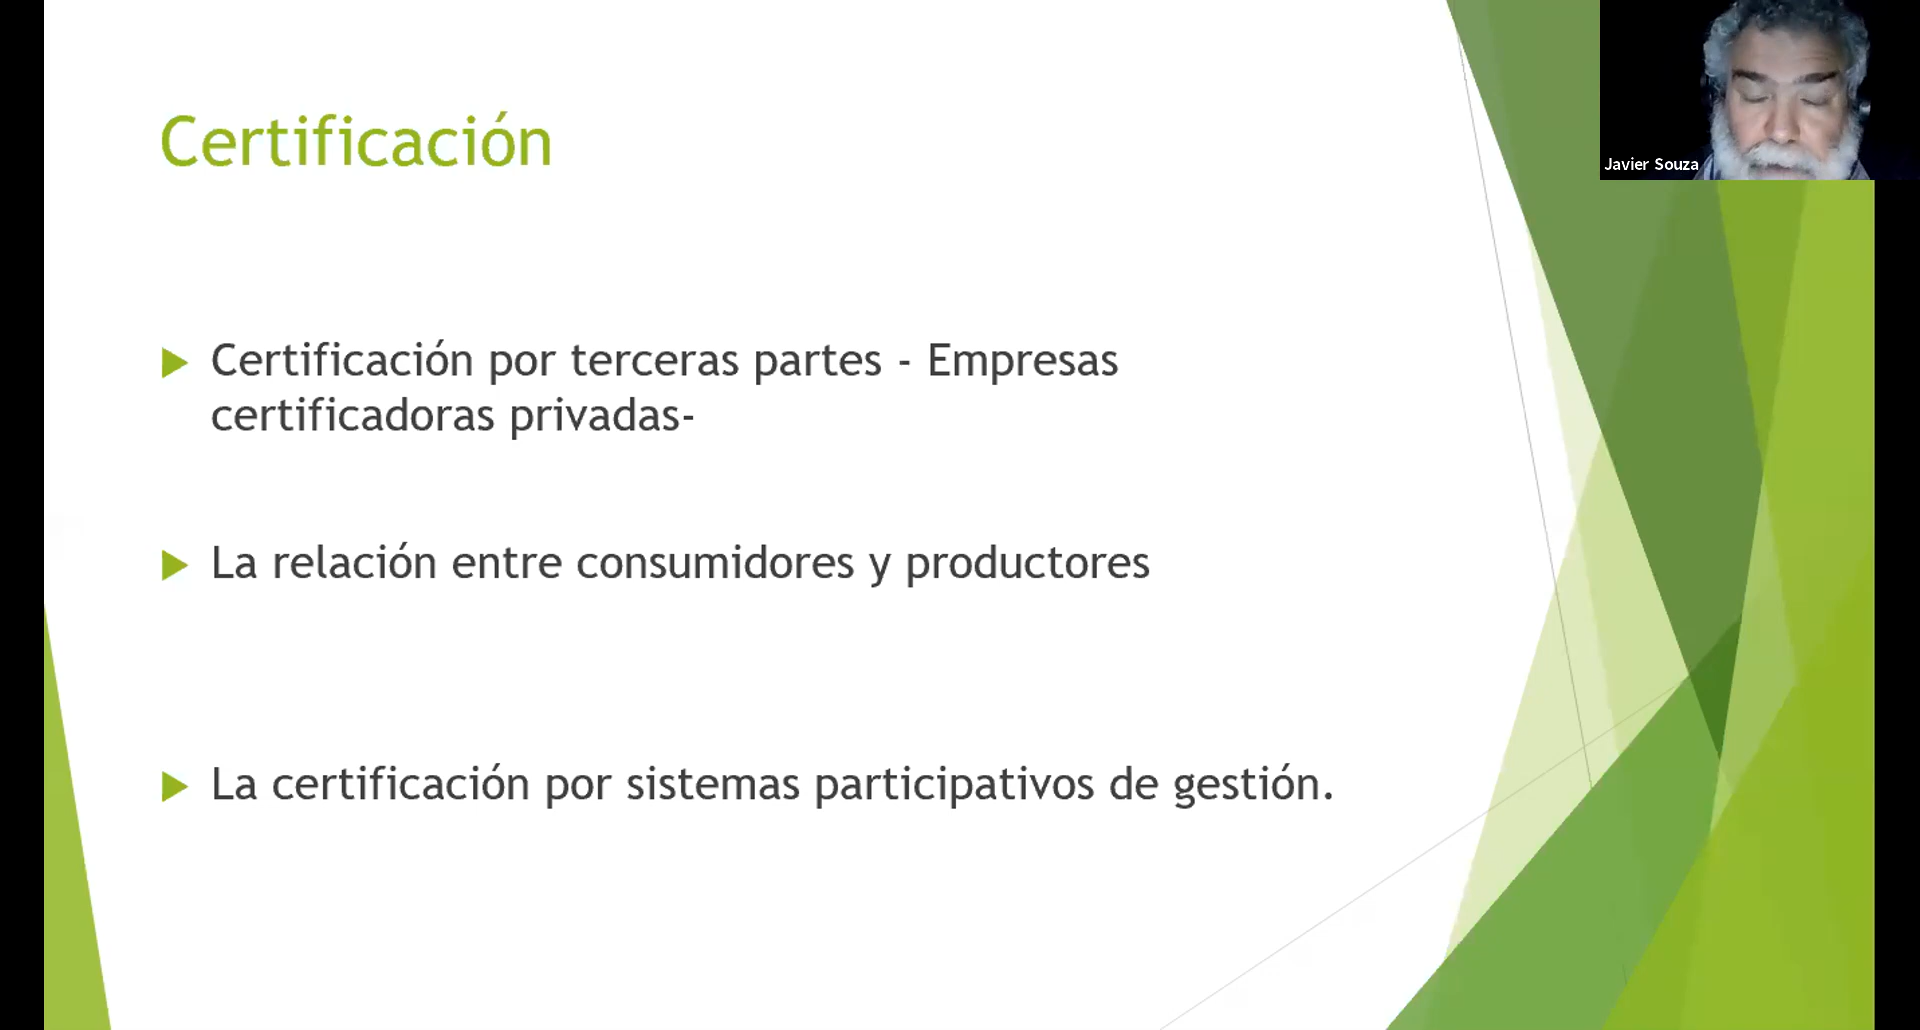 Certificación
Certificación por terceras partes - Empresas
certificadoras privadas-
La relación entre consumidores y productores
La certificación por sistemas participativos de gestión.
Javier Souza